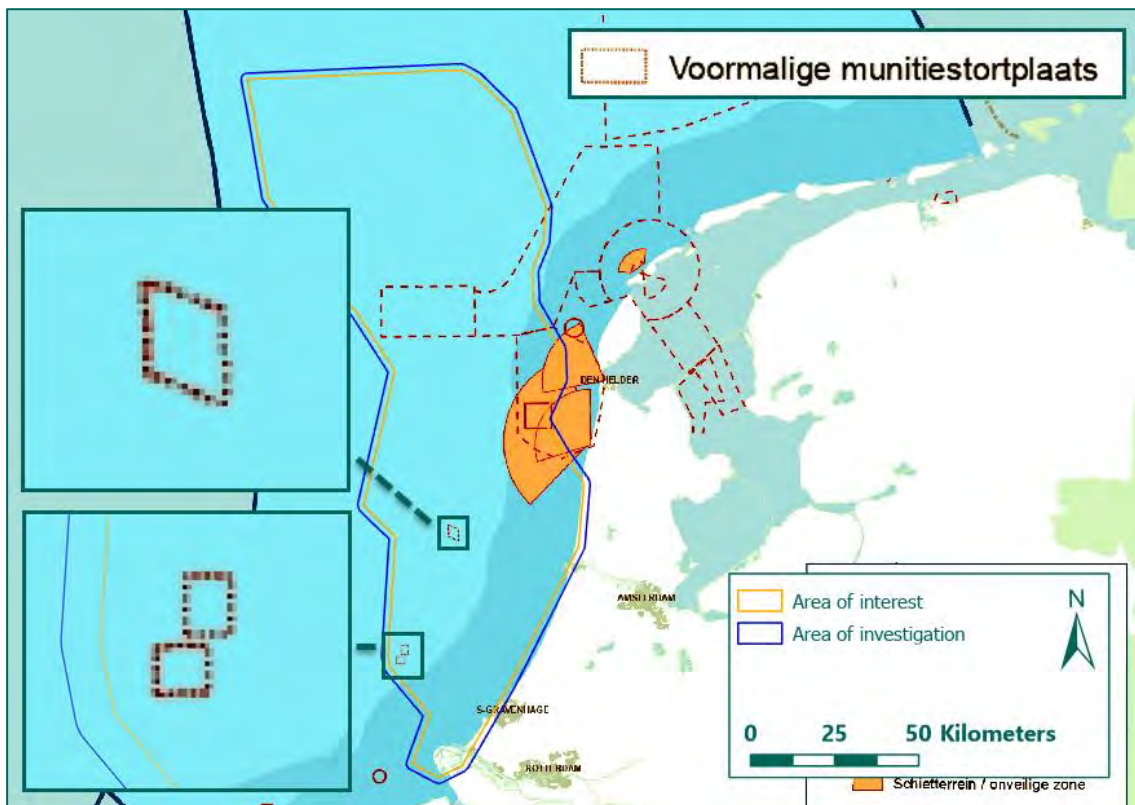 Voormalige munitiestortplaats
DEN HELDER
AMSTERDAM
S-GRAVENHAGE
ROTTERDAM
Area of interest
Area of investigation
N
0 25 50 Kilometers
Schietterrein / onveilige zone